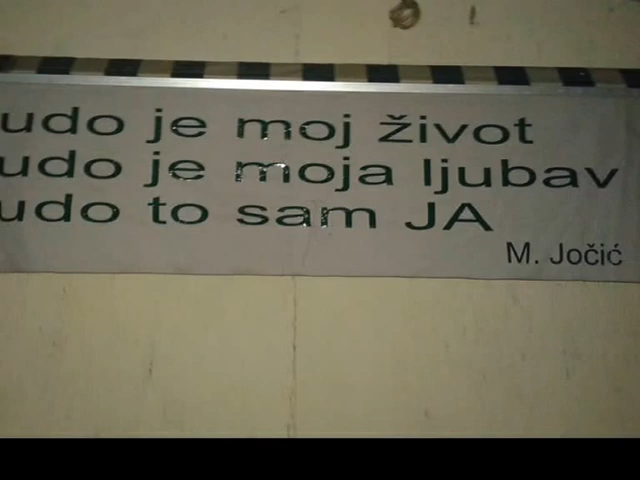 udo je moj život
udo je moja ljubav
udo to sam JA
M. Jočić